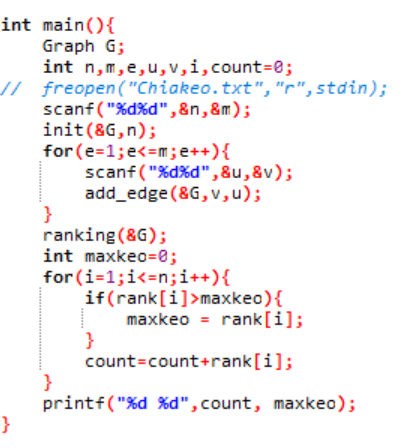 int main(){
    Graph G;
    int n,m,e,u,v,i,count=0;
//  freopen("Chiakeo.txt","r",stdin);
    scanf("%d%d",&n,&m);
    init(&G,n);
    for(e=1;e<=m;e++){
        scanf("%d%d",&u,&v);
        add_edge(&G,v,u);
    }
    ranking(&G);
    int maxkeo=0;
    for(i=1;i<=n;i++){
        if(rank[i]>maxkeo){
            maxkeo = rank[i];
        }
        count=count+rank[i];
    }
    printf("%d %d",count, maxkeo);
}